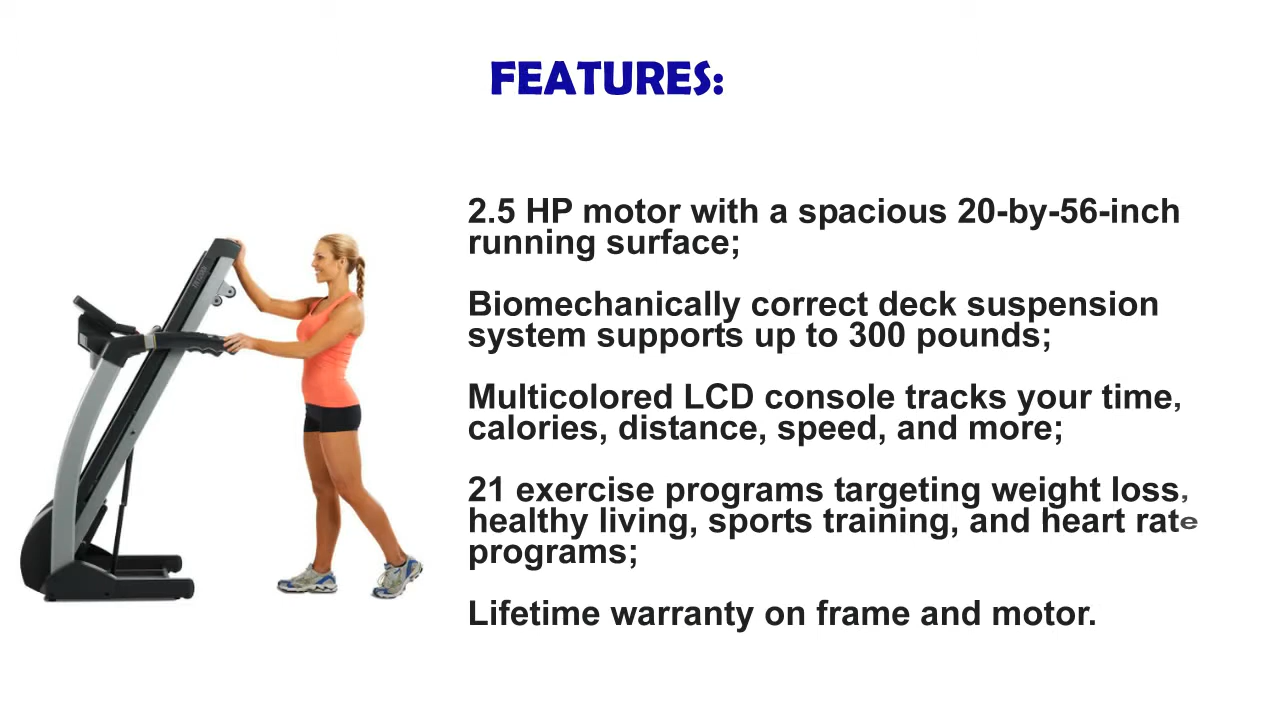 FEATURES:
2.5 HP motor with a spacious 20-by-56-inch
running surface;
Biomechanically correct deck suspension
system supports up to 300 pounds;
Multicolored LCD console tracks your time,
calories, distance, speed, and more;
21 exercise programs targeting weight loss,
healthy living, sports training, and heart rate
programs;
Lifetime warranty on frame and motor.